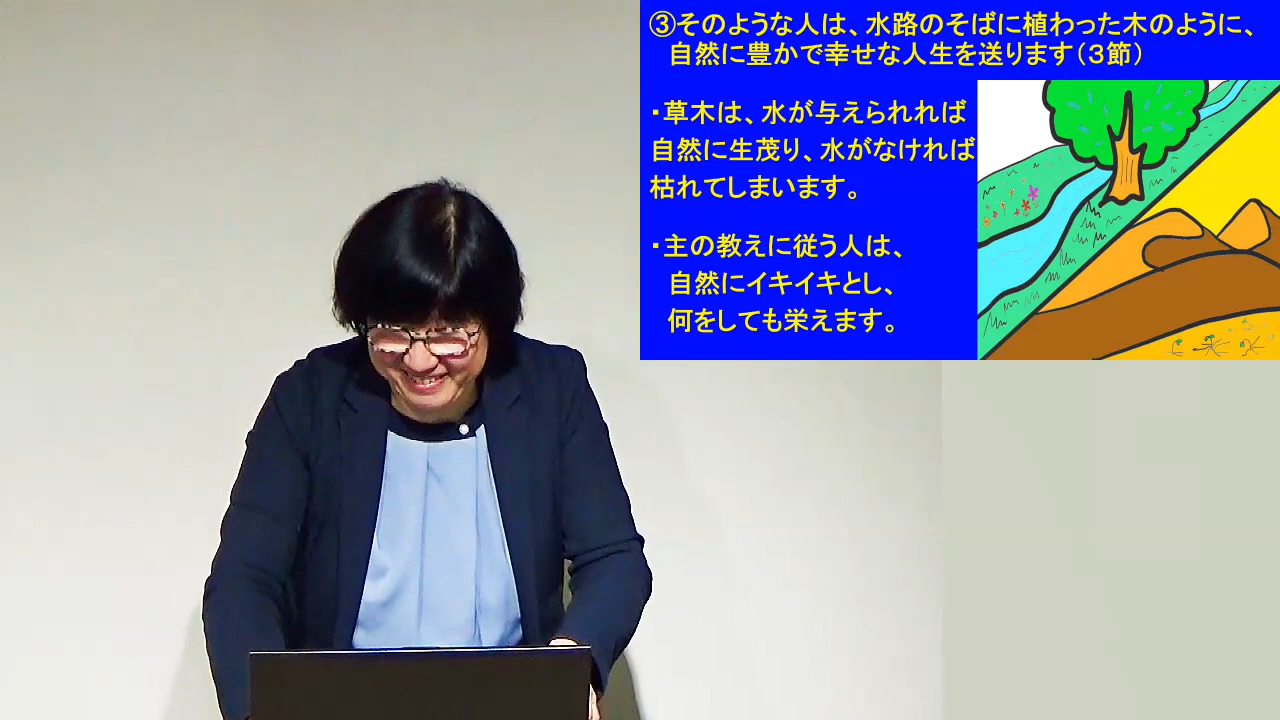 ③そのような人は、水路のそばに植わった木のように、
自然に豊かで幸せな人生を送ります（３節）
・草木は、水が与えられれば
自然に生茂り、水がなければ
枯れてしまいます。
・主の教えに従う人は、
自然にイキイキとし、
何をしても栄えます。